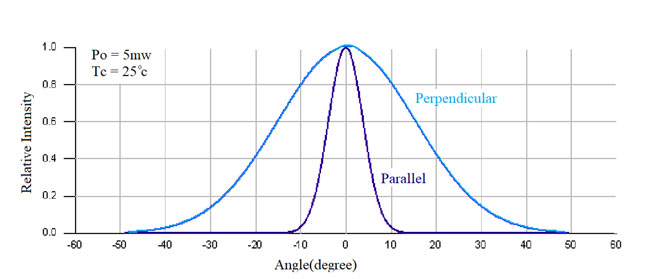 1.0
Po = 5mw
Tc = 25°c
0.8
Perpendicular
0.6
Relative Intensity
0.4
Parallel
0.2
0.0
-60 -50 -40 -30 -20 -10 0 10 20 30 40 50 60
Angle(degree)